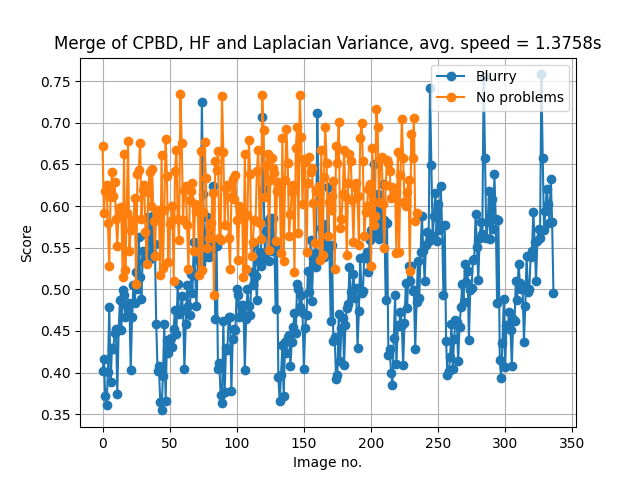 Merge of CPBD, HF and Laplacian Variance, avg. speed = 1.3758s
Blurry
No problems
Score
0.75
0.70
0.65
0.60
0.55
0.50
0.45
0.40
0.35
0 50 100 150 200 250 300 350
Image no.